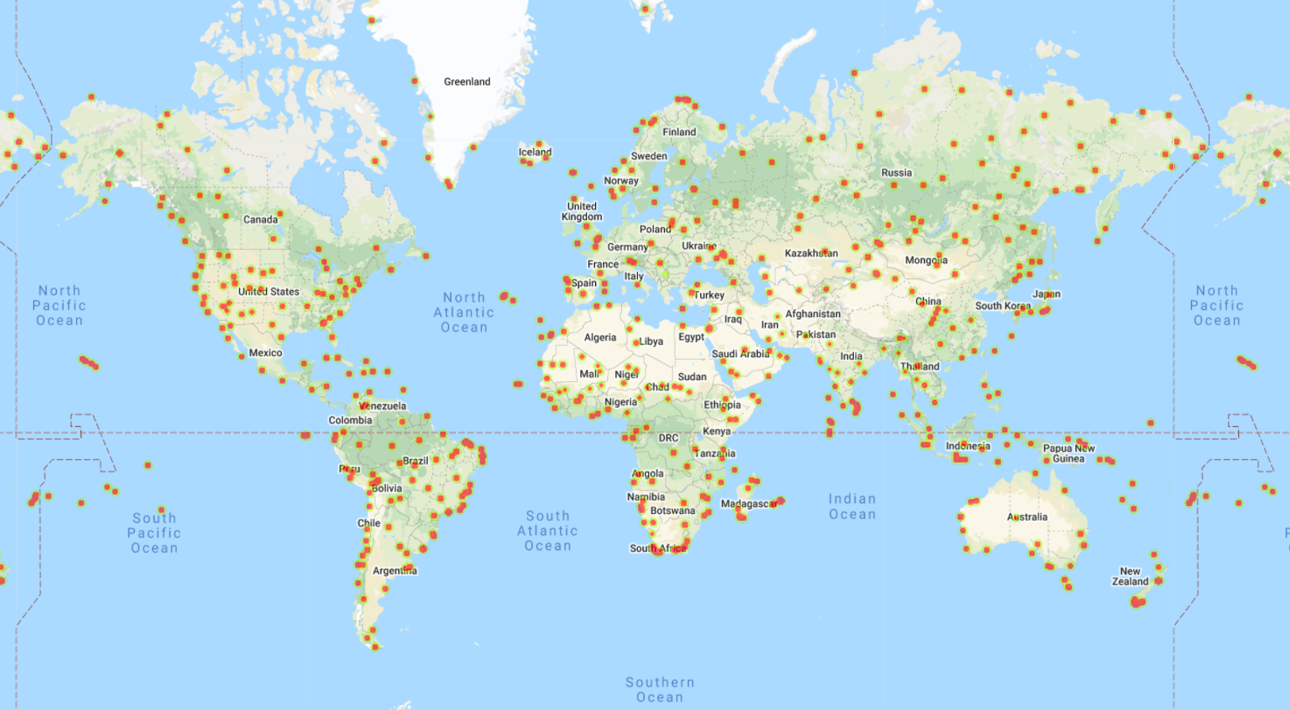 Greenland
Iceland
Finland
Sweden
Norway
Russia
Canada
United
Kingdom
Poland
Germany
Ukraine
France
Kazakhstan
Mongolia
Italy
Spain
Turkey
North
Pacific
Ocean
United States
North
Atlantic
Ocean
China
South Korea
Japan
North
Pacific
Ocean
Iraq
Iran
Afghanistan
Pakistan
Algeria
Libya
Egypt
Saudi Arabia
India
Mexico
Mali
Niger
Chad
Sudan
Thailand
Nigeria
Ethiopia
Venezuela
Colombia
Kenya
DRC
Indonesia
Papua New
Guinea
Tanzania
Brazil
Peru
Angola
Bolivia
Namibia
Botswana
Madagascar
Indian
Ocean
South
Pacific
Ocean
Chile
South
Atlantic
Ocean
Australia
South Africa
Argentina
New
Zealand
Southern
Ocean